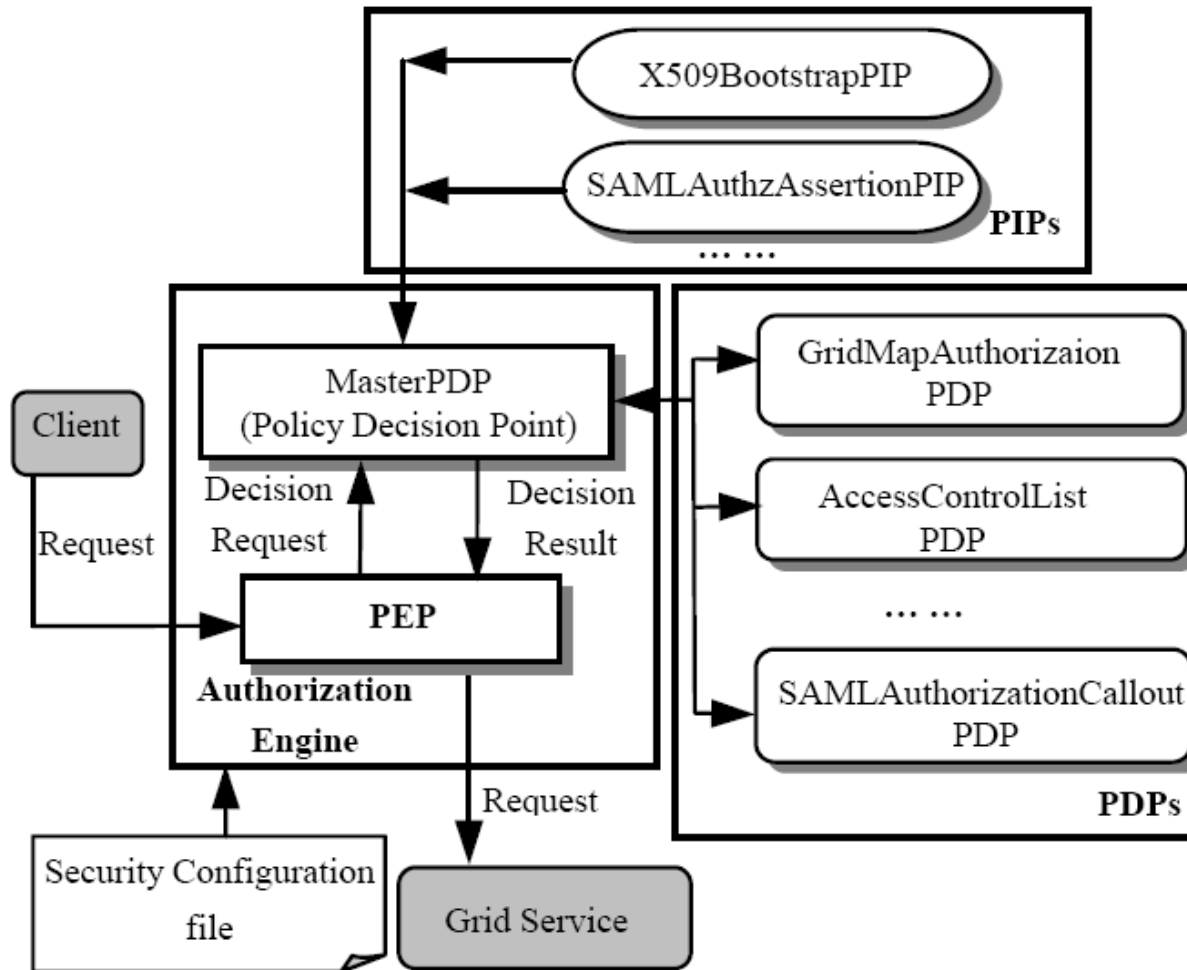 X509BootstrapPIP
SAMLAuthzAssertionPIP
PIPs
... ...
MasterPDP
(Policy Decision Point)
GridMapAuthorizaion
PDP
Client
Decision
Request
Decision
Result
AccessControlList
PDP
Request
PEP
... ...
Authorization
Engine
SAMLAuthorizationCallout
PDP
Request
PDPs
Security Configuration
file
Grid Service